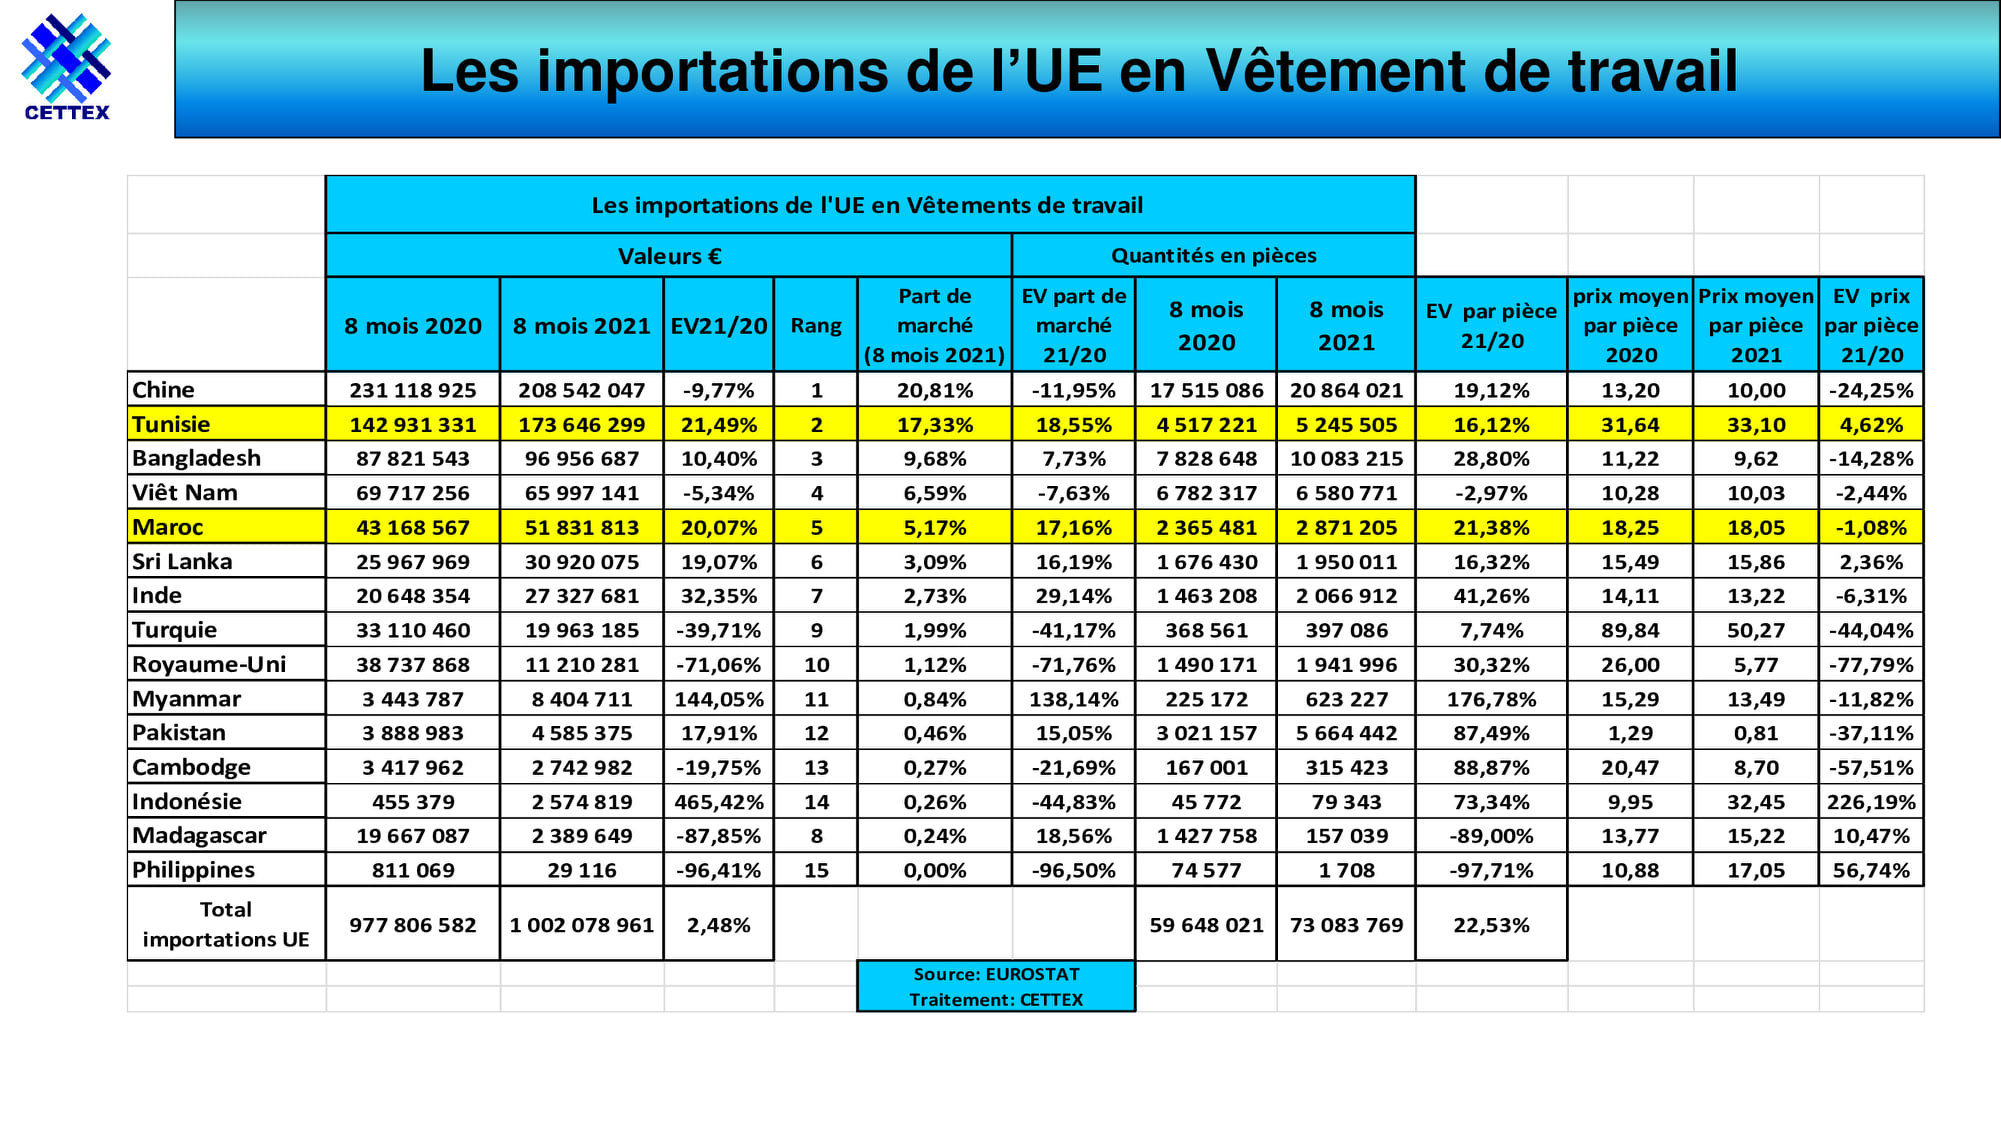 CETTEX
Les importations de l’UE en Vêtement de travail
Les importations de l'UE en Vêtements de travail
Valeurs € Quantités en pièces
8 mois 2020 8 mois 2021 EV21/20 Rang Part de marché (8 mois 2021) EV part de marché 21/20 8 mois 2020 8 mois 2021 EV par pièce 21/20 prix moyen par pièce 2020 Prix moyen par pièce 2021 EV prix par pièce 21/20
Chine 231 118 925 208 542 047 -9,77% 1 20,81% -11,95% 17 515 086 20 864 021 19,12% 13,20 10,00 -24,25%
Tunisie 142 931 331 173 646 299 21,49% 2 17,33% 18,55% 4 517 221 5 245 505 16,12% 31,64 33,10 4,62%
Bangladesh 87 821 543 96 956 687 10,40% 3 9,68% 7,73% 7 828 648 10 083 215 28,80% 11,22 9,62 -14,28%
Viêt Nam 69 717 256 65 997 141 -5,34% 4 6,59% -7,63% 6 782 317 6 580 771 -2,97% 10,28 10,03 -2,44%
Maroc 43 168 567 51 831 813 20,07% 5 5,17% 17,16% 2 365 481 2 871 205 21,38% 18,25 18,05 -1,08%
Sri Lanka 25 967 969 30 920 075 19,07% 6 3,09% 16,19% 1 676 430 1 950 011 16,32% 15,49 15,86 2,36%
Inde 20 648 354 27 327 681 32,35% 7 2,73% 29,14% 1 463 208 2 066 912 41,26% 14,11 13,22 -6,31%
Turquie 33 110 460 19 963 185 -39,71% 9 1,99% -41,17% 368 561 397 086 7,74% 89,84 50,27 -44,04%
Royaume-Uni 38 737 868 11 210 281 -71,06% 10 1,12% -71,76% 1 490 171 1 941 996 30,32% 26,00 5,77 -77,79%
Myanmar 3 443 787 8 404 711 144,05% 11 0,84% 138,14% 225 172 623 227 176,78% 15,29 13,49 -11,82%
Pakistan 3 888 983 4 585 375 17,91% 12 0,46% 15,05% 3 021 157 5 664 442 87,49% 1,29 0,81 -37,11%
Cambodge 3 417 962 2 742 982 -19,75% 13 0,27% -21,69% 167 001 315 423 88,87% 20,47 8,70 -57,51%
Indonésie 455 379 2 574 819 465,42% 14 0,26% -44,83% 45 772 79 343 73,34% 9,95 32,45 226,19%
Madagascar 19 667 087 2 389 649 -87,85% 8 0,24% 18,56% 1 427 758 157 039 -89,00% 13,77 15,22 10,47%
Philippines 811 069 29 116 -96,41% 15 0,00% -96,50% 74 577 1 708 -97,71% 10,88 17,05 56,74%
Total importations UE 977 806 582 1 002 078 961 2,48% 59 648 021 73 083 769 22,53%
Source: EUROSTAT
Traitement: CETTEX